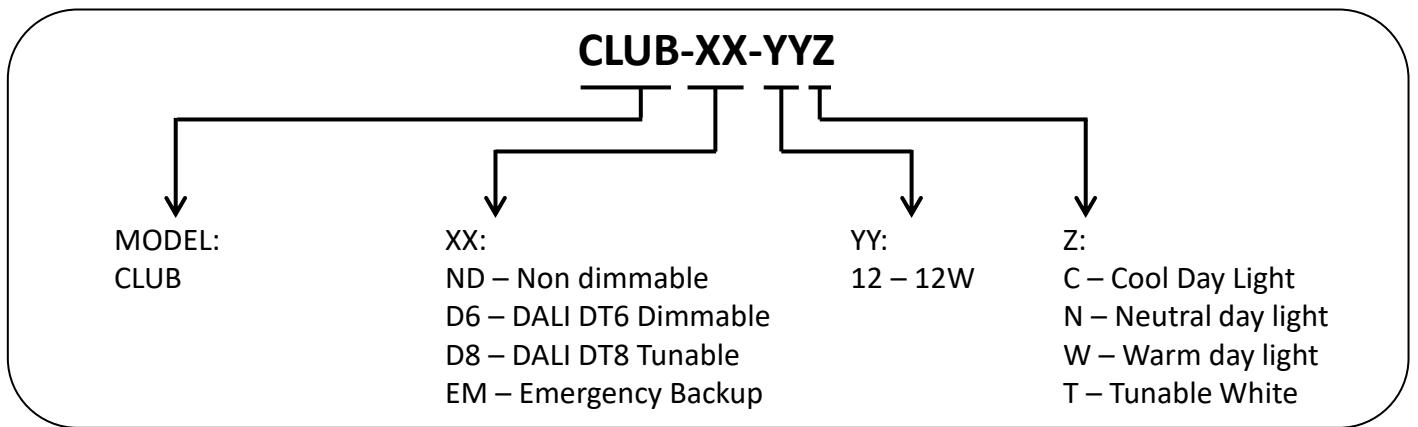 CLUB-XX-YYZ
MODEL:
CLUB
XX:
ND – Non dimmable
D6 – DALI DT6 Dimmable
D8 – DALI DT8 Tunable
EM – Emergency Backup
YY:
12 – 12W
Z:
C – Cool Day Light
N – Neutral day light
W – Warm day light
T – Tunable White